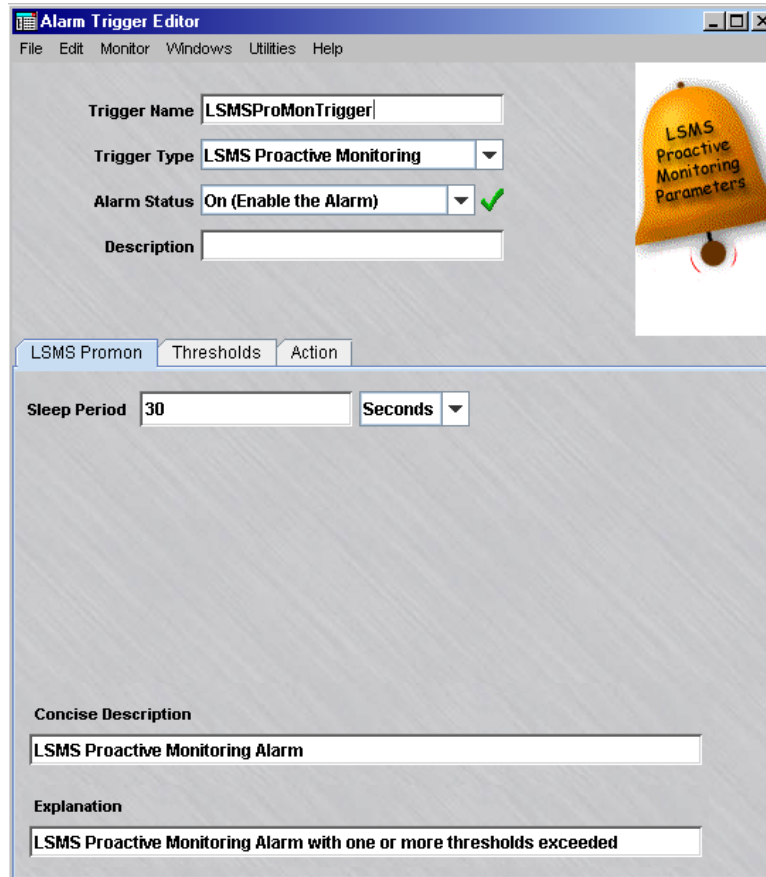 Alarm Trigger Editor
File Edit Monitor Windows Utilities Help
Trigger Name LSMSProMonTrigger
Trigger Type LSMS Proactive Monitoring
Alarm Status On (Enable the Alarm)
Description
LSMS
Proactive
Monitoring
Parameters
LSMS Promon Thresholds Action
Sleep Period 30 Seconds
Concise Description
LSMS Proactive Monitoring Alarm
Explanation
LSMS Proactive Monitoring Alarm with one or more thresholds exceeded